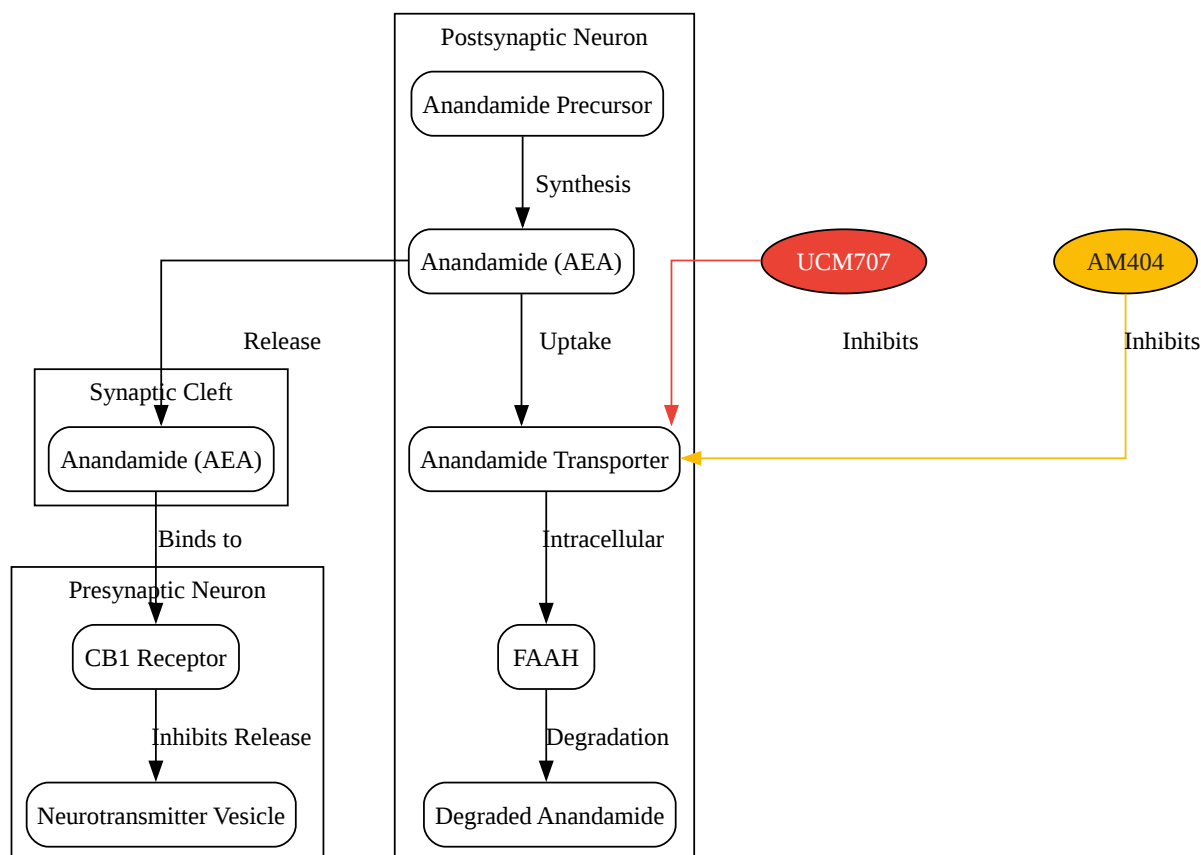 Postsynaptic Neuron
Anandamide Precursor
Synthesis
Anandamide (AEA)
UCM707
AM404
Release
Uptake
Inhibits
Inhibits
Synaptic Cleft
Anandamide (AEA)
Anandamide Transporter
Binds to
Intracellular
Presynaptic Neuron
CB1 Receptor
FAAH
Inhibits Release
Degradation
Neurotransmitter Vesicle
Degraded Anandamide